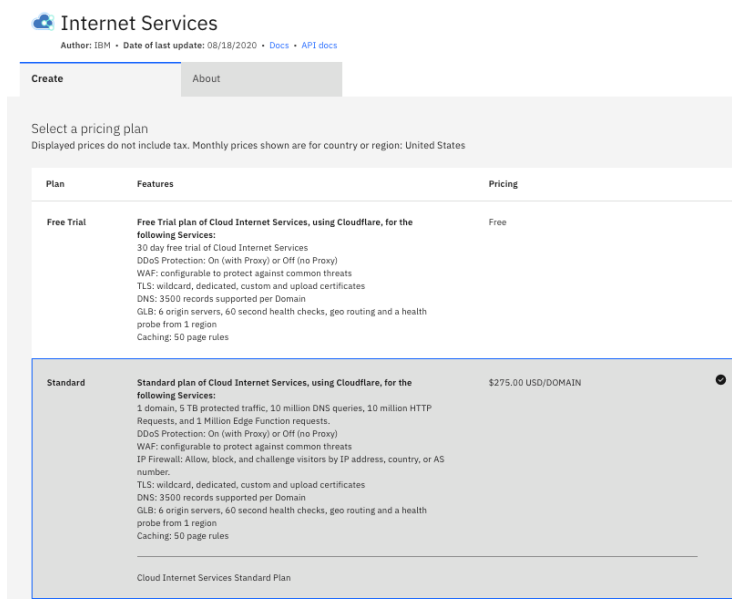 Internet Services
Author: IBM • Date of last update: 08/18/2020 • Docs • API docs
Create
About
Select a pricing plan
Displayed prices do not include tax. Monthly prices shown are for country or region: United States
Plan Features Pricing
Free Trial Free Trial plan of Cloud Internet Services, using Cloudflare, for the Free
following Services:
30 day free trial of Cloud Internet Services
DDoS Protection: On (with Proxy) or Off (no Proxy)
WAF: configurable to protect against common threats
TLS: wildcard, dedicated, custom and upload certificates
DNS: 3500 records supported per Domain
GLB: 6 origin servers, 60 second health checks, geo routing and a health
probe from 1 region
Caching: 50 page rules
Standard Standard plan of Cloud Internet Services, using Cloudflare, for the $275.00 USD/DOMAIN
following Services:
1 domain, 5 TB protected traffic, 10 million DNS queries, 10 million HTTP
Requests, and 1 Million Edge Function requests.
DDoS Protection: On (with Proxy) or Off (no Proxy)
WAF: configurable to protect against common threats
IP Firewall: Allow, block, and challenge visitors by IP address, country, or AS
number.
TLS: wildcard, dedicated, custom and upload certificates
DNS: 3500 records supported per Domain
GLB: 6 origin servers, 60 second health checks, geo routing and a health
probe from 1 region
Caching: 50 page rules
Cloud Internet Services Standard Plan